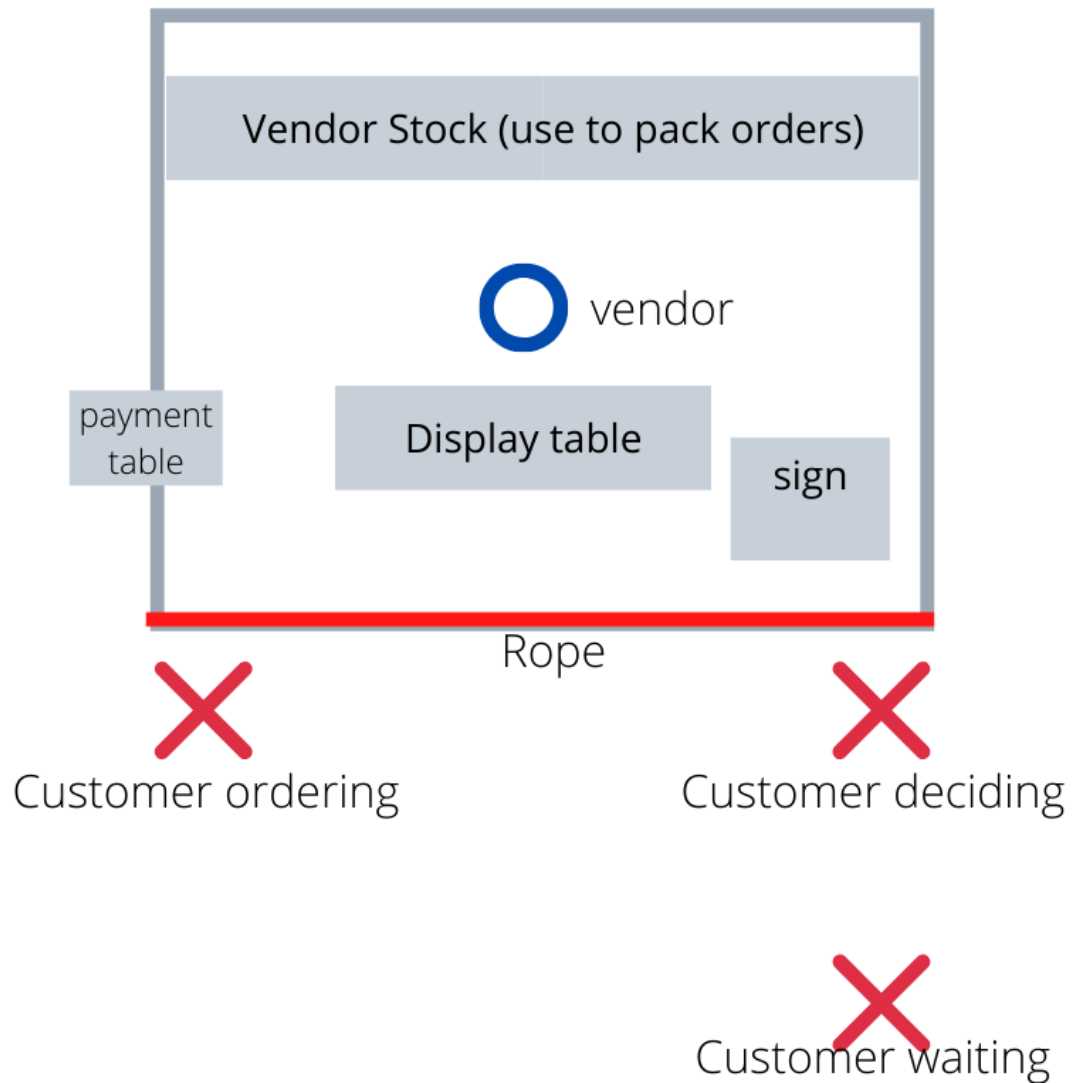 Vendor Stock (use to pack orders)
vendor
payment
table
Display table
sign
Rope
Customer ordering
Customer deciding
Customer waiting